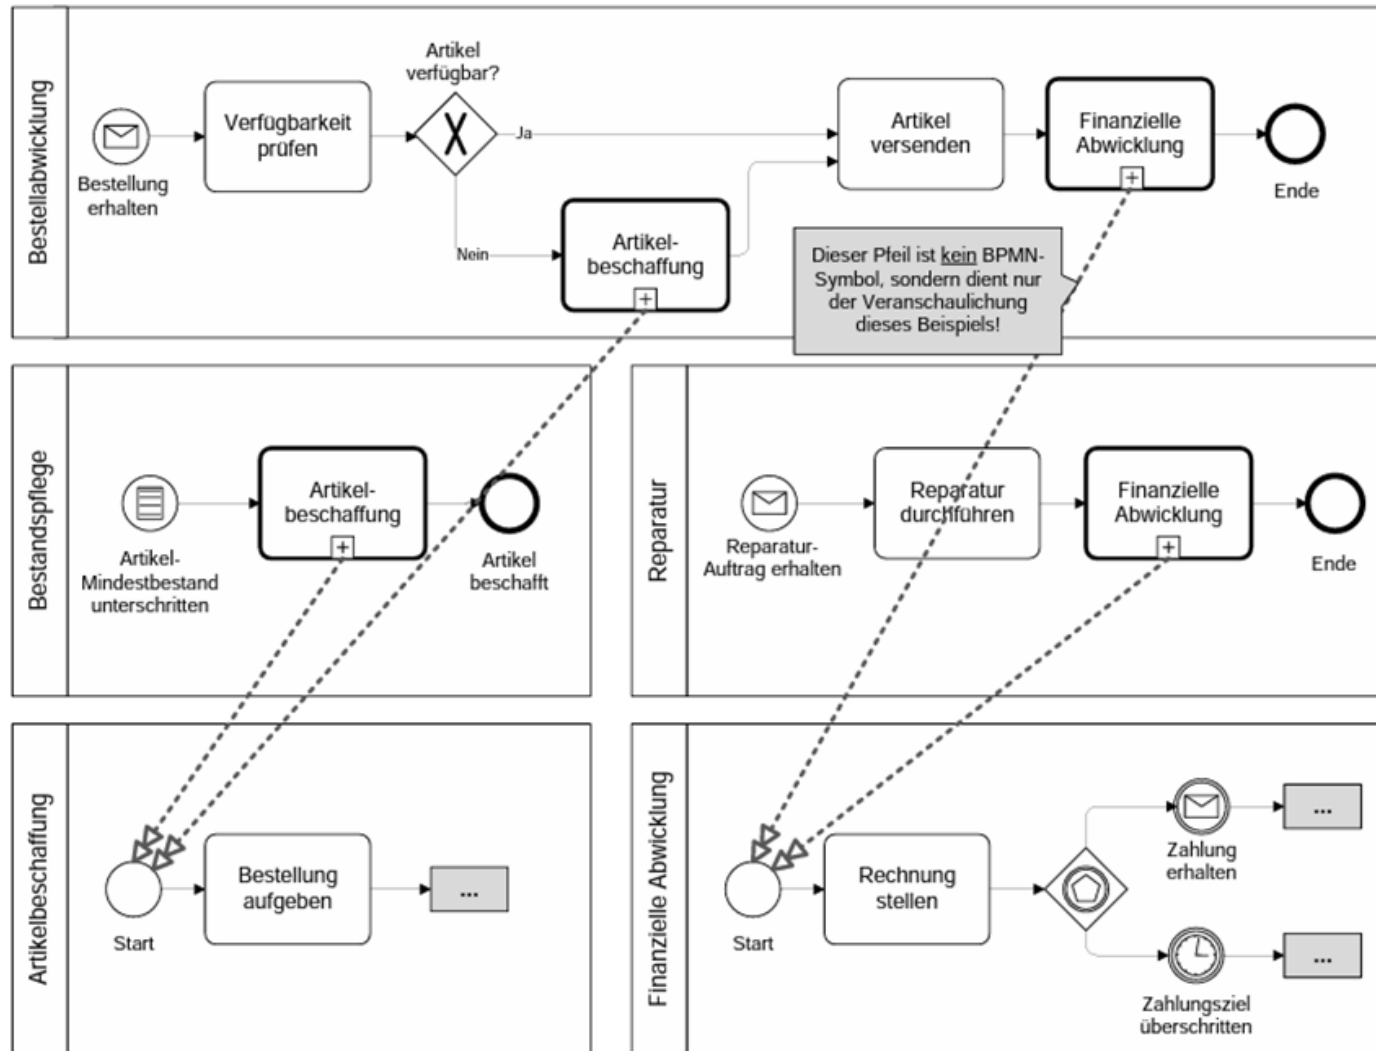 Bestellabwicklung
Artikel
verfügbar?
Bestellung
erhalten
Verfügbarkeit
prüfen
X
Ja
Nein
Artikel-
beschaffung
+
Artikel
versenden
Finanzielle
Abwicklung
+
Ende
Dieser Pfeil ist kein BPMN-
Symbol, sondern dient nur
der Veranschaulichung
dieses Beispiels!
Bestandspflege
Artikel-
Mindestbestand
unterschritten
Artikel-
beschaffung
+
Artikel
beschafft
Reparatur
Reparatur-
Auftrag erhalten
Reparatur
durchführen
Finanzielle
Abwicklung
+
Ende
Artikelbeschaffung
Start
Bestellung
aufgeben
...
Finanzielle Abwicklung
Start
Rechnung
stellen
Zahlung
erhalten
...
Zahlungsziel
überschritten
...